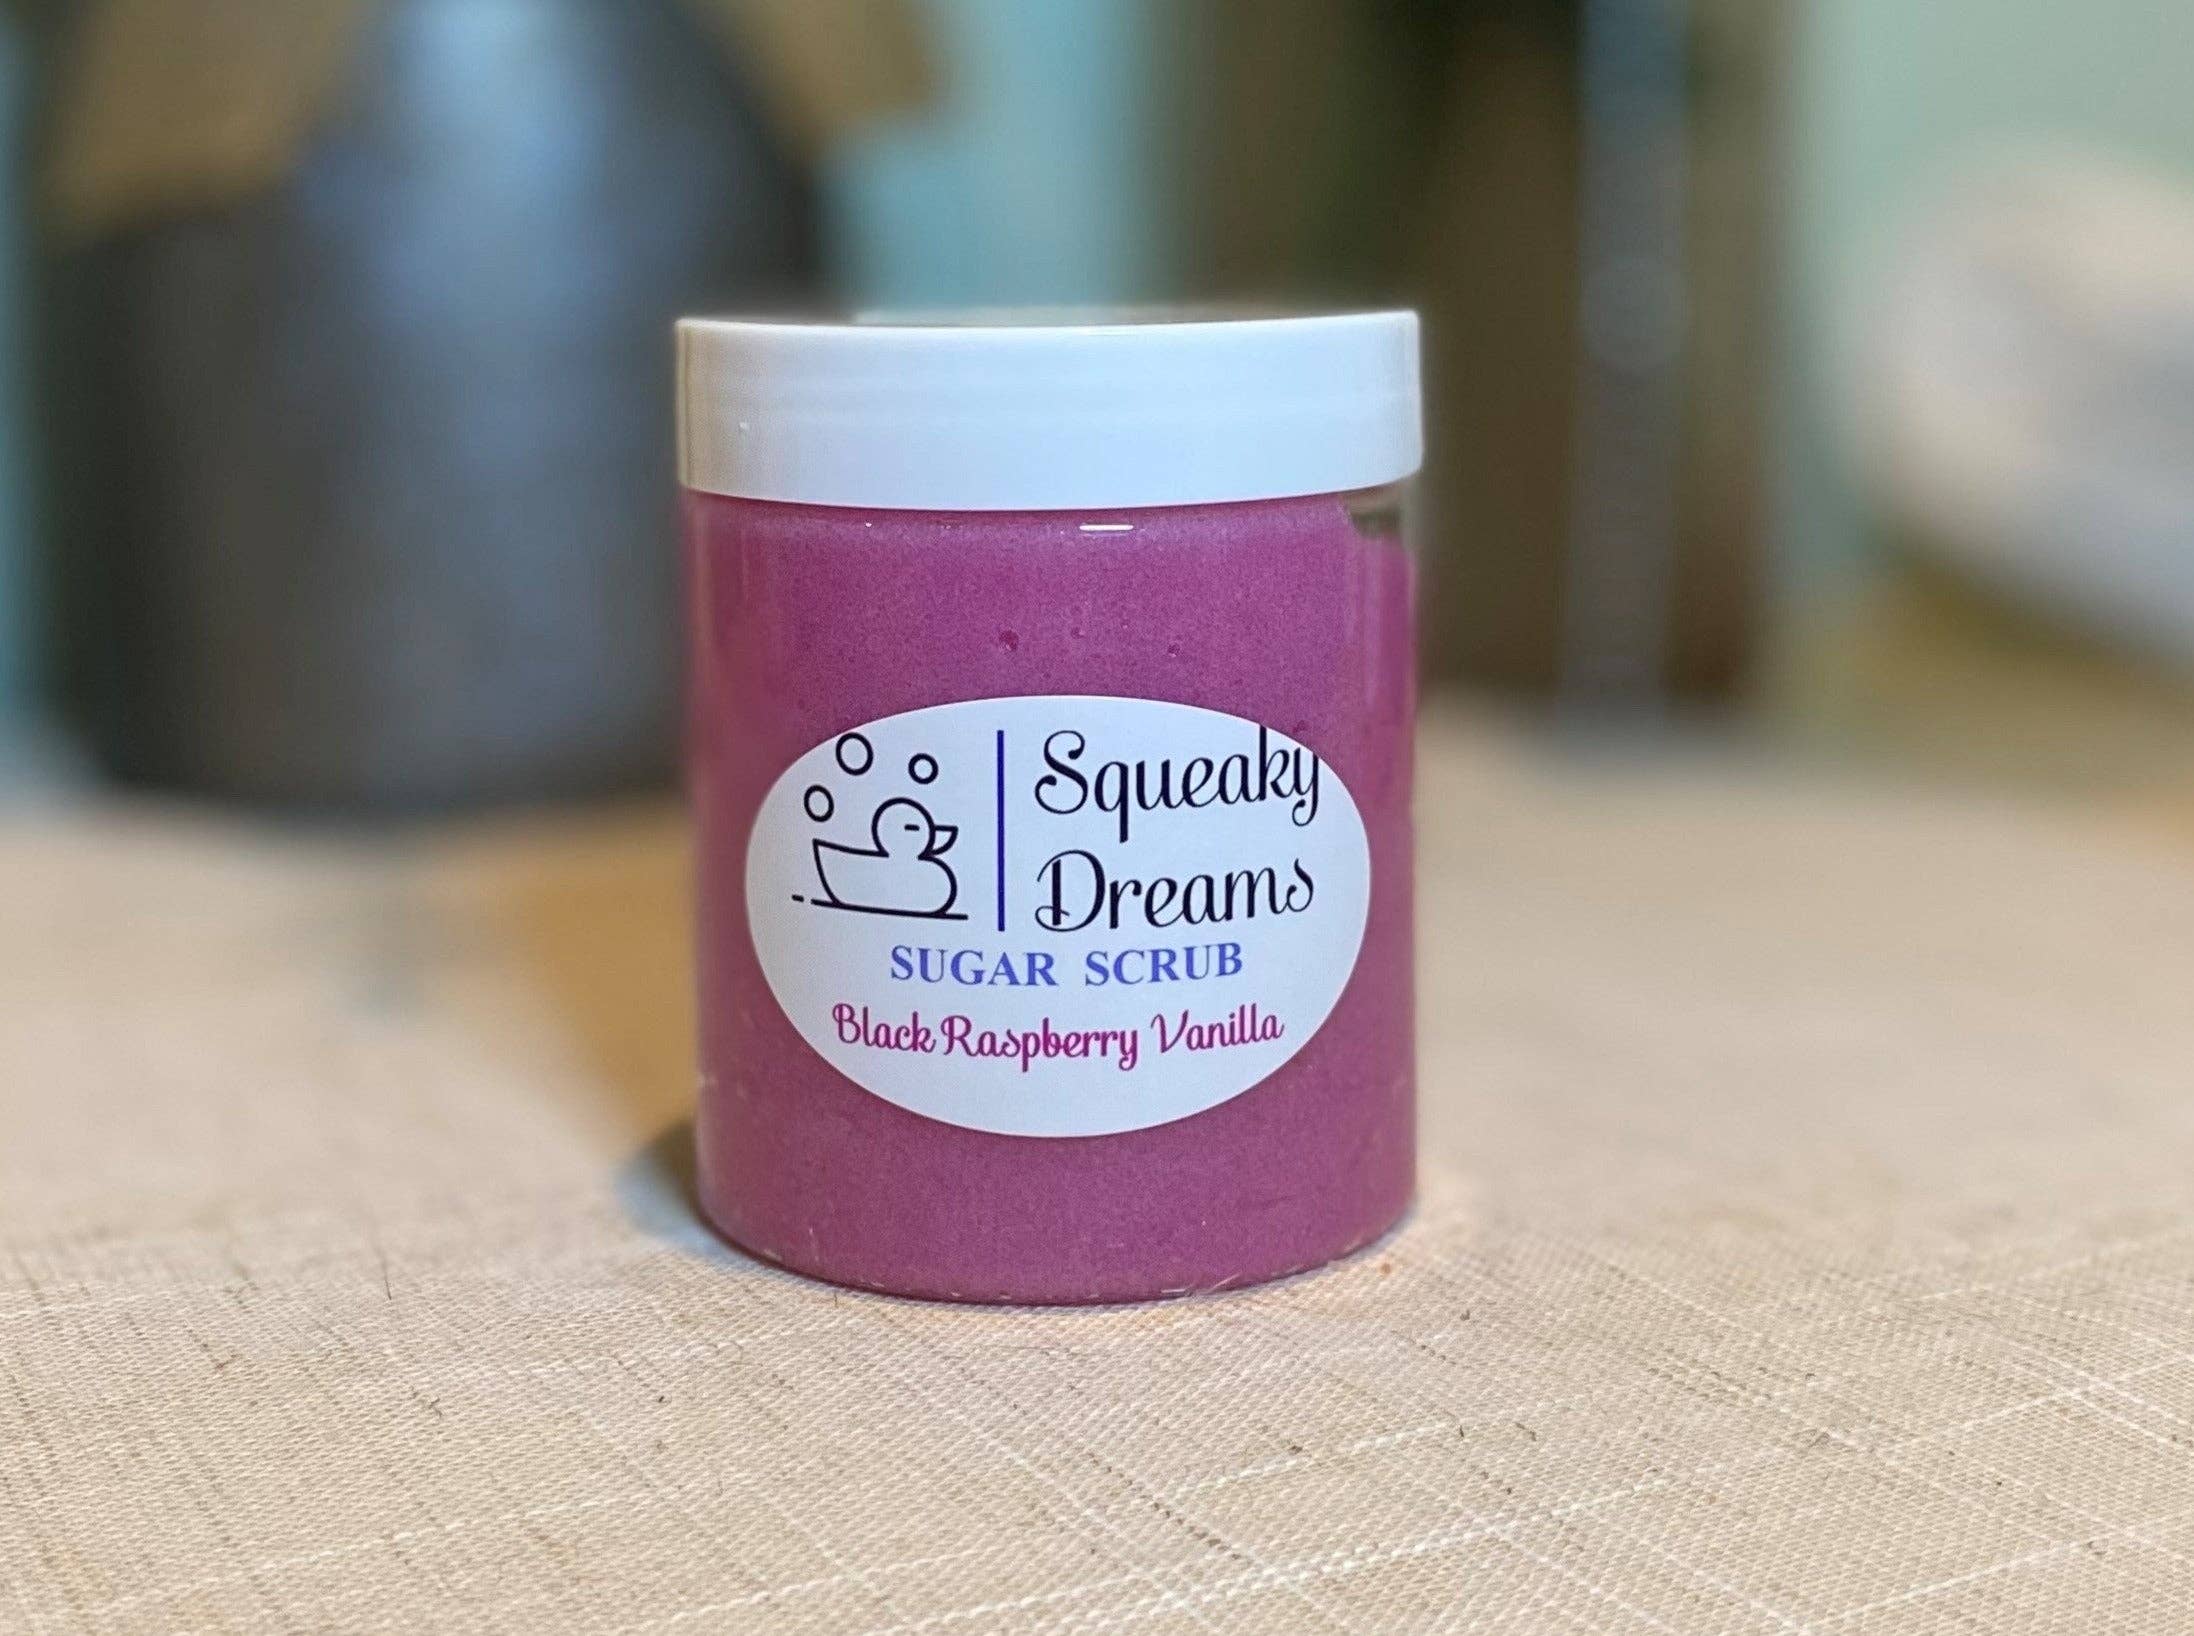 Squeaky
Dreams
SUGAR SCRUB
Black Raspberry Vanilla